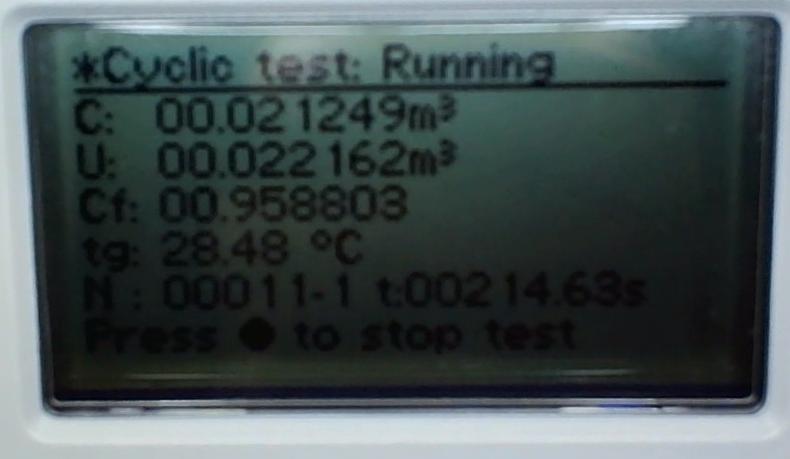 *Cyclic test: Running
C: 00.021249m³
U: 00.022162m³
Cf: 00.958803
tg: 28.48 °C
N : 00011-1 t:00214.63s
Press ● to stop test